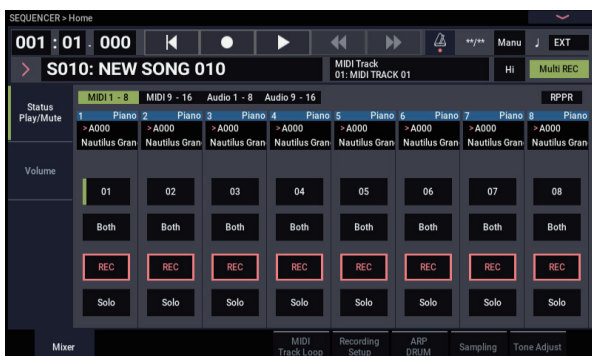 SEQUENCER > Home
001 : 01 . 000 **/** Manu ♩ EXT
> S010: NEW SONG 010 MIDI Track 01: MIDI TRACK 01 Hi Multi REC
Status Play/Mute
MIDI 1 - 8 MIDI 9 - 16 Audio 1 - 8 Audio 9 - 16 RPPR
1 Piano 2 Piano 3 Piano 4 Piano 5 Piano 6 Piano 7 Piano 8 Piano
>A000 >A000 >A000 >A000 >A000 >A000 >A000 >A000
Nautilus Gran Nautilus Gran Nautilus Gran Nautilus Gran Nautilus Gran Nautilus Gran Nautilus Gran Nautilus Gran
Volume
01 02 03 04 05 06 07 08
Both Both Both Both Both Both Both Both
REC REC REC REC REC REC REC REC
Solo Solo Solo Solo Solo Solo Solo Solo
Mixer MIDI Track Loop Recording Setup ARP DRUM Sampling Tone Adjust